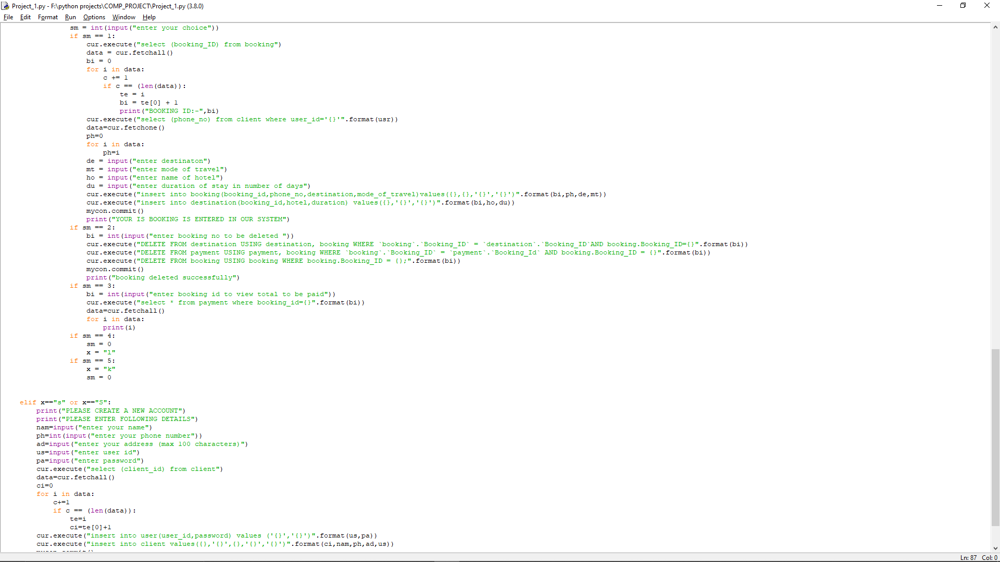 Project_1.py - F:\python projects\COMP_PROJECT\Project_1.py (3.8.0)
File Edit Format Run Options Window Help
sm = int(input("enter your choice"))
if sm == 1:
cur.execute("select (booking_ID) from booking")
data = cur.fetchall()
bi = 0
for i in data:
c += 1
if c == (len(data)):
te = i
bi = te[0] + 1
print("BOOKING ID:-",bi)
cur.execute("select (phone_no) from client where user_id='{}'".format(usr))
data=cur.fetchone()
ph=0
for i in data:
ph=i
de = input("enter destinaton")
mt = input("enter mode of travel")
ho = input("enter name of hotel")
du = input("enter duration of stay in number of days")
cur.execute("insert into booking(booking_id,phone_no,destination,mode_of_travel)values({},{},'{}','{}')".format(bi,ph,de,mt))
cur.execute("insert into destination(booking_id,hotel,duration) values({},'{}','{}')".format(bi,ho,du))
mycon.commit()
print("YOUR IS BOOKING IS ENTERED IN OUR SYSTEM")
if sm == 2:
bi = int(input("enter booking no to be deleted "))
cur.execute("DELETE FROM destination USING destination, booking WHERE `booking`.`Booking_ID` = `destination`.`Booking_ID`AND booking.Booking_ID={}".format(bi))
cur.execute("DELETE FROM payment USING payment, booking WHERE `booking`.`Booking_ID` = `payment`.`Booking_Id` AND booking.Booking_ID = {}".format(bi))
cur.execute("DELETE FROM booking USING booking WHERE booking.Booking_ID = {};".format(bi))
mycon.commit()
print("booking deleted successfully")
if sm == 3:
bi = int(input("enter booking id to view total to be paid"))
cur.execute("select * from payment where booking_id={}".format(bi))
data=cur.fetchall()
for i in data:
print(i)
if sm == 4:
sm = 0
x = "l"
if sm == 5:
x = "k"
sm = 0
elif x=="s" or x=="S":
print("PLEASE CREATE A NEW ACCOUNT")
print("PLEASE ENTER FOLLOWING DETAILS")
nam=input("enter your name")
ph=int(input("enter your phone number"))
ad=input("enter your address (max 100 characters)")
us=input("enter user id")
pa=input("enter password")
cur.execute("select (client_id) from client")
data=cur.fetchall()
ci=0
for i in data:
c+=1
if c == (len(data)):
te=i
ci=te[0]+1
cur.execute("insert into user(user_id,password) values ('{}','{}')".format(us,pa))
cur.execute("insert into client values({},'{}',{},'{}','{}')".format(ci,nam,ph,ad,us))
Ln: 87 Col: 0